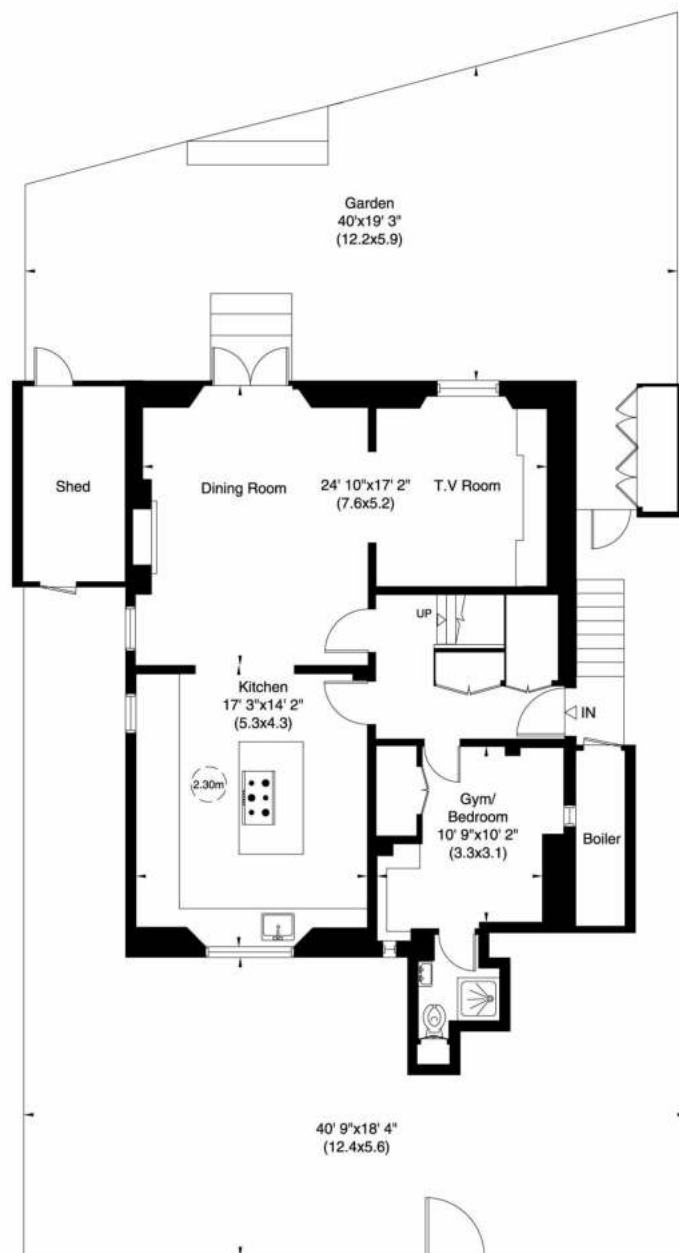 Garden
40'x19' 3"
(12.2x5.9)
Shed
Dining Room
24' 10"x17' 2"
(7.6x5.2)
T.V Room
UP
IN
Kitchen
17' 3"x14' 2"
(5.3x4.3)
2.30m
Gym/
Bedroom
10' 9"x10' 2"
(3.3x3.1)
Boiler
40' 9"x18' 4"
(12.4x5.6)